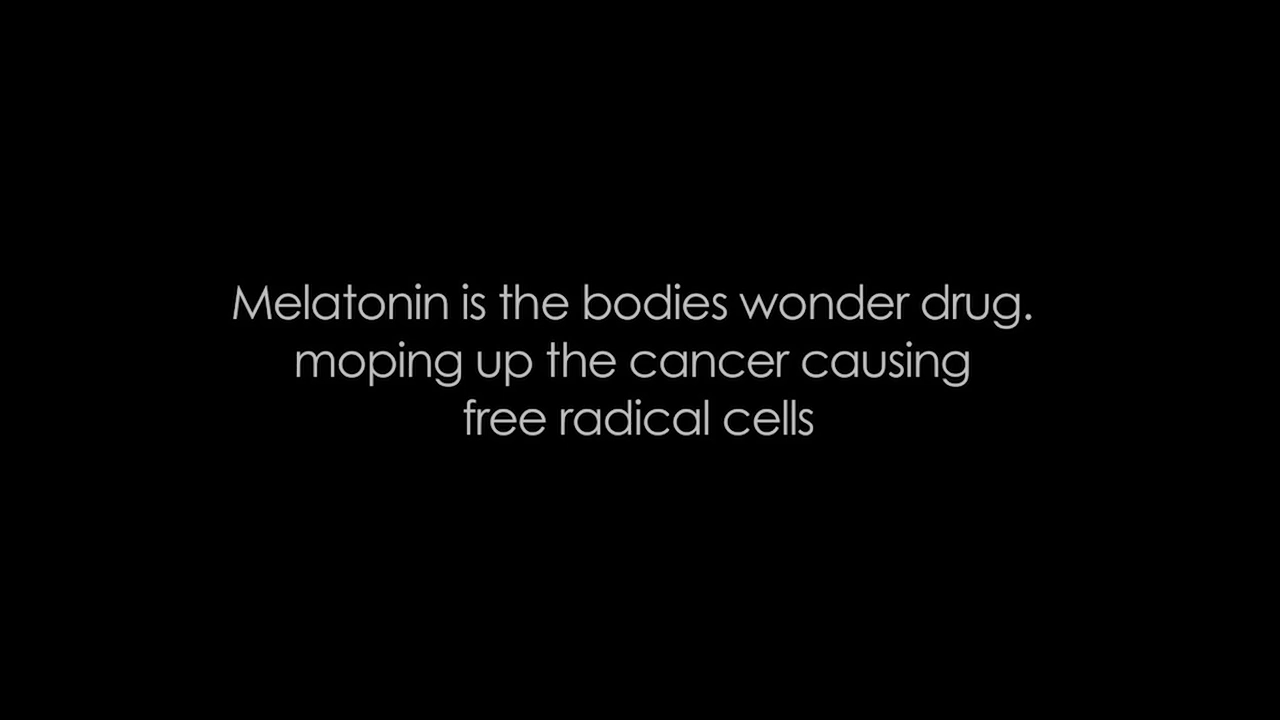 Melatonin is the bodies wonder drug.
moping up the cancer causing
free radical cells